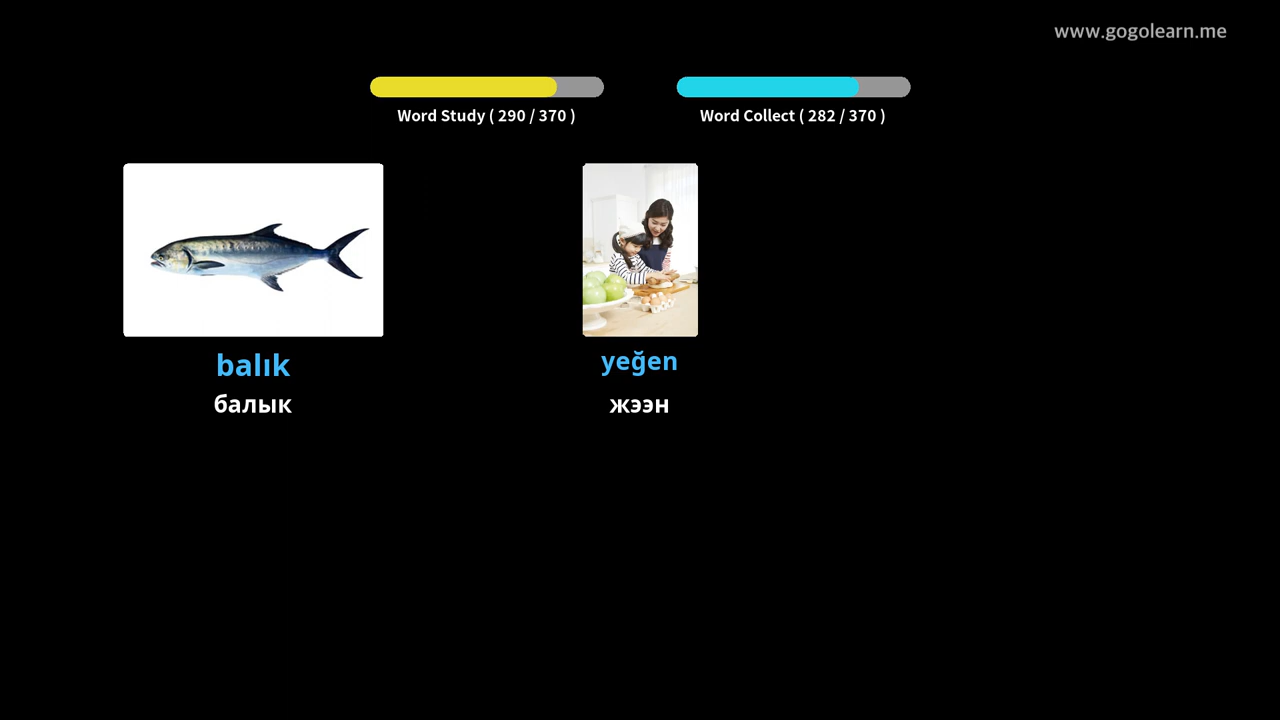 www.gogolearn.me
Word Study ( 290 / 370 )
Word Collect ( 282 / 370 )
balık
балык
yeğen
жээн